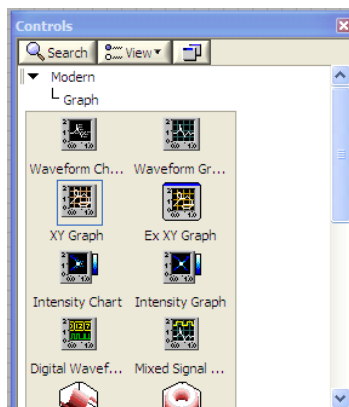 Controls
Search View
Modern
Graph
Waveform Ch... Waveform Gr...
XY Graph Ex XY Graph
Intensity Chart Intensity Graph
Digital Wavef... Mixed Signal ...